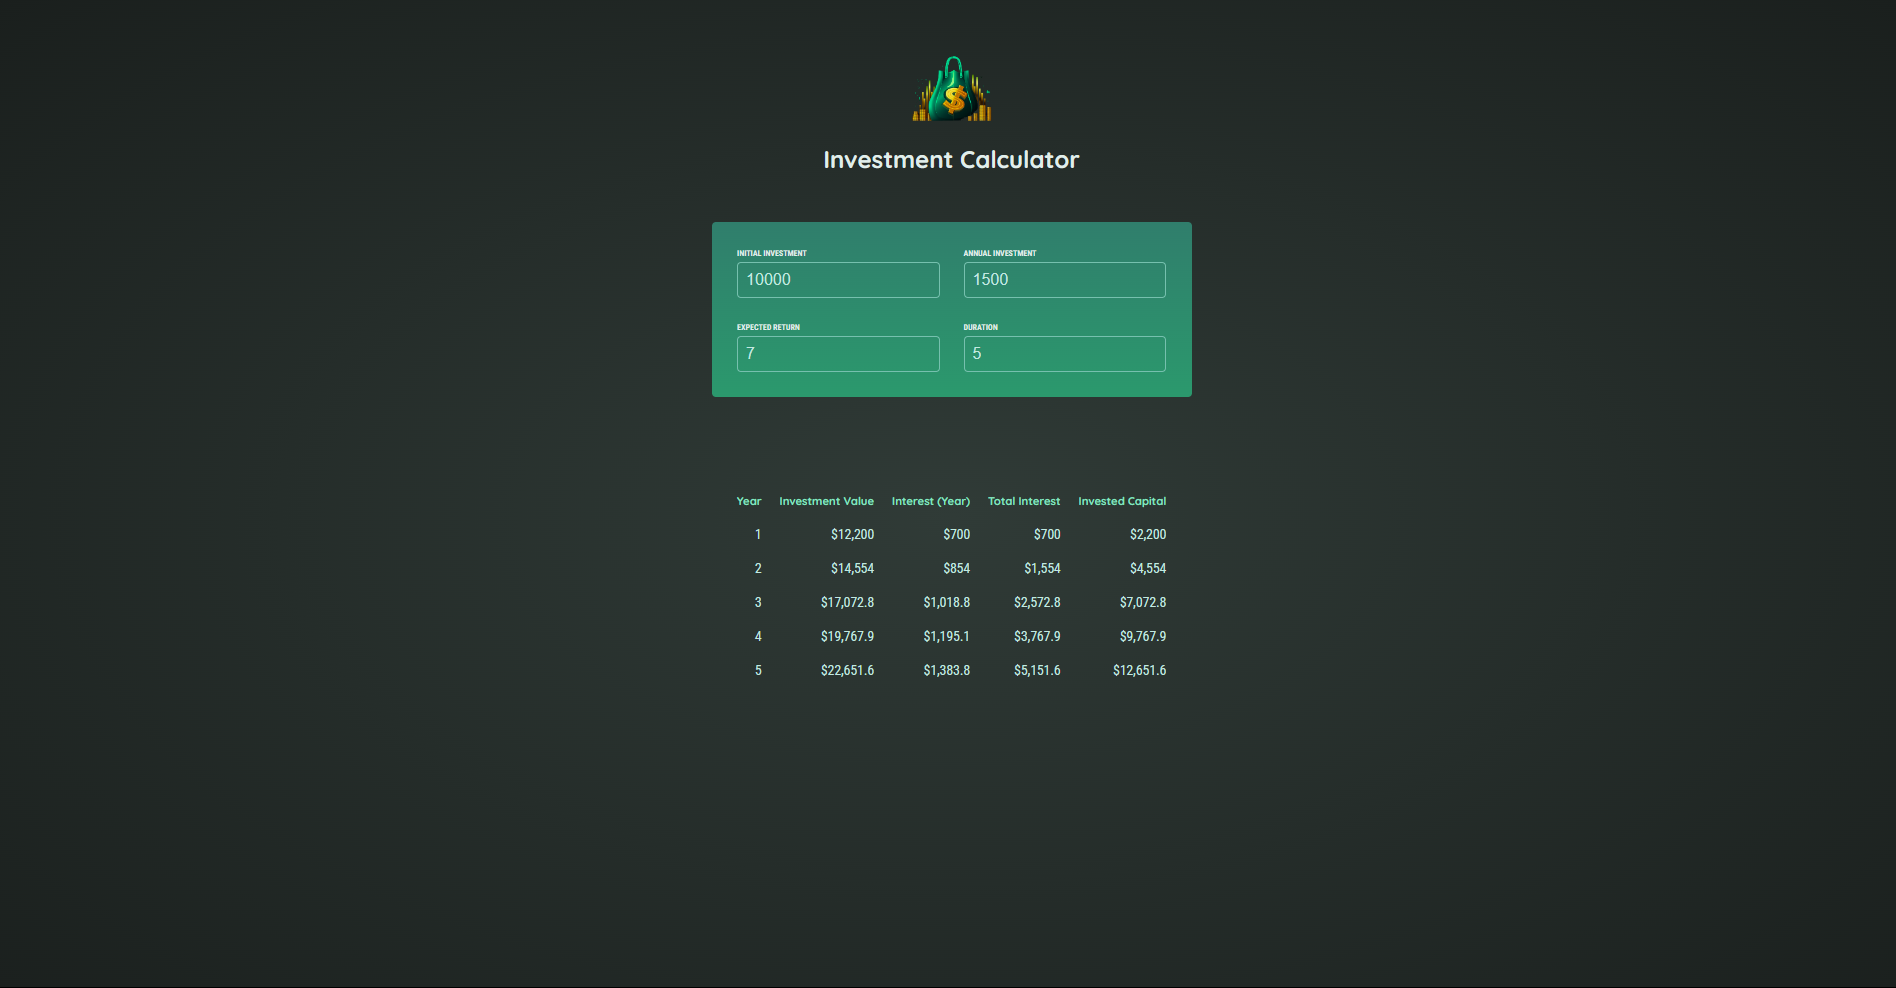 $
Investment Calculator
INITIAL INVESTMENT ANNUAL INVESTMENT
10000 1500
EXPECTED RETURN DURATION
7 5
Year Investment Value Interest (Year) Total Interest Invested Capital
1 $12,200 $700 $700 $2,200
2 $14,554 $854 $1,554 $4,554
3 $17,072.8 $1,018.8 $2,572.8 $7,072.8
4 $19,767.9 $1,195.1 $3,767.9 $9,767.9
5 $22,651.6 $1,383.8 $5,151.6 $12,651.6